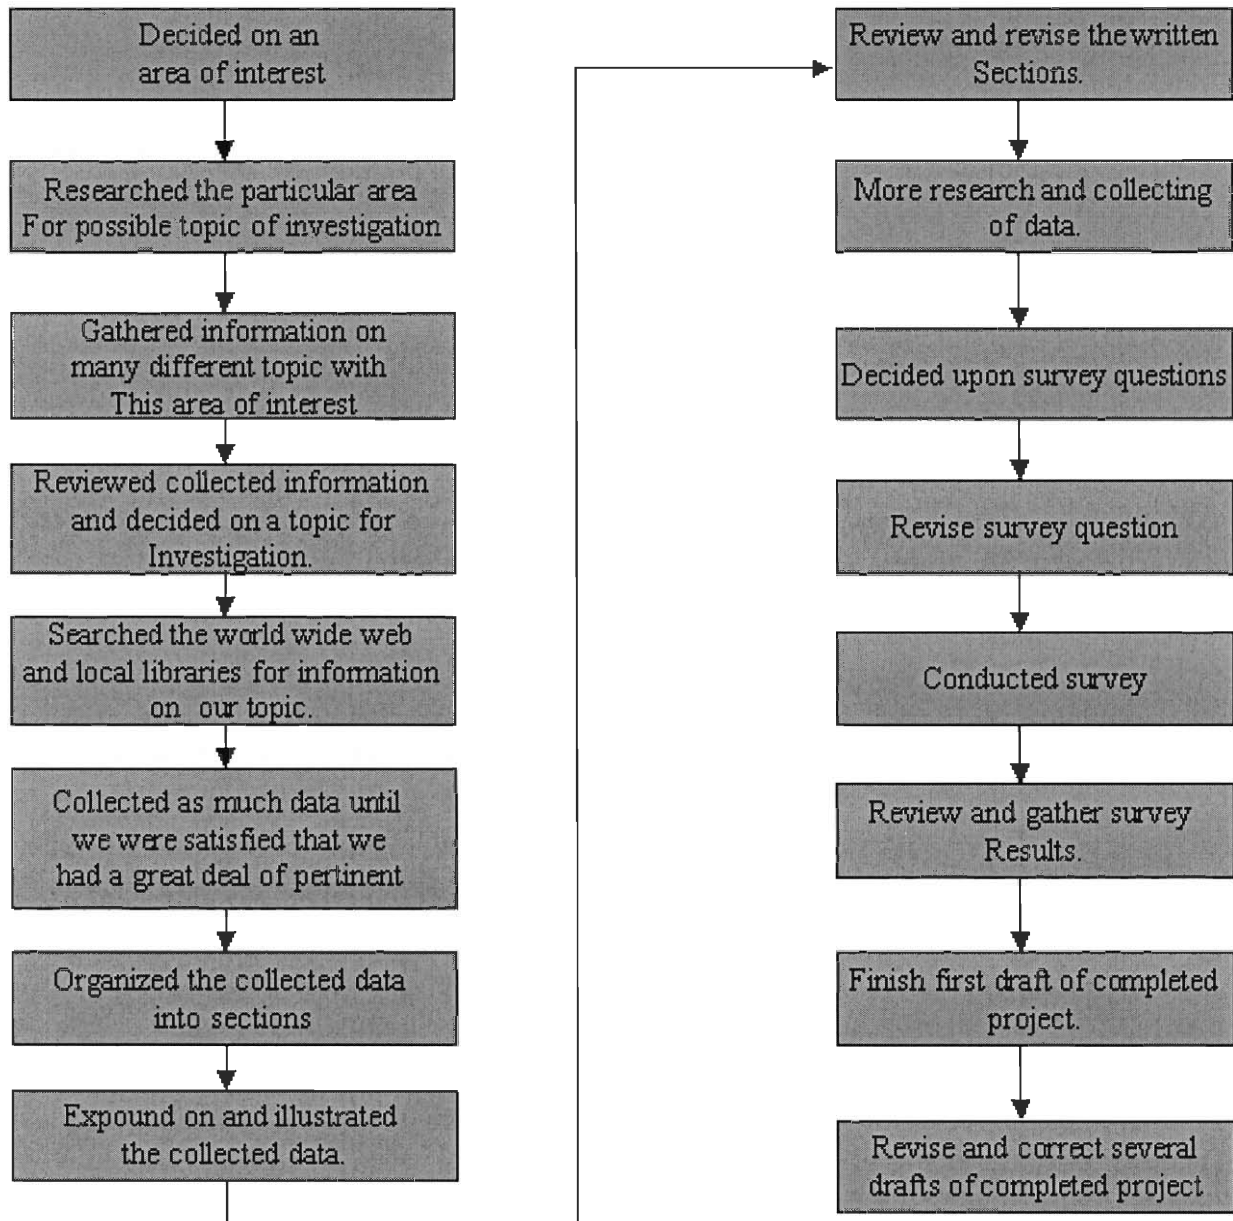 Decided on an
area of interest
Researched the particular area
For possible topic of investigation
Gathered information on
many different topic with
This area of interest
Reviewed collected information
and decided on a topic for
Investigation.
Searched the world wide web
and local libraries for information
on our topic.
Collected as much data until
we were satisfied that we
had a great deal of pertinent
Organized the collected data
into sections
Expound on and illustrated
the collected data.
Review and revise the written
Sections.
More research and collecting
of data.
Decided upon survey questions
Revise survey question
Conducted survey
Review and gather survey
Results.
Finish first draft of completed
project.
Revise and correct several
drafts of completed project